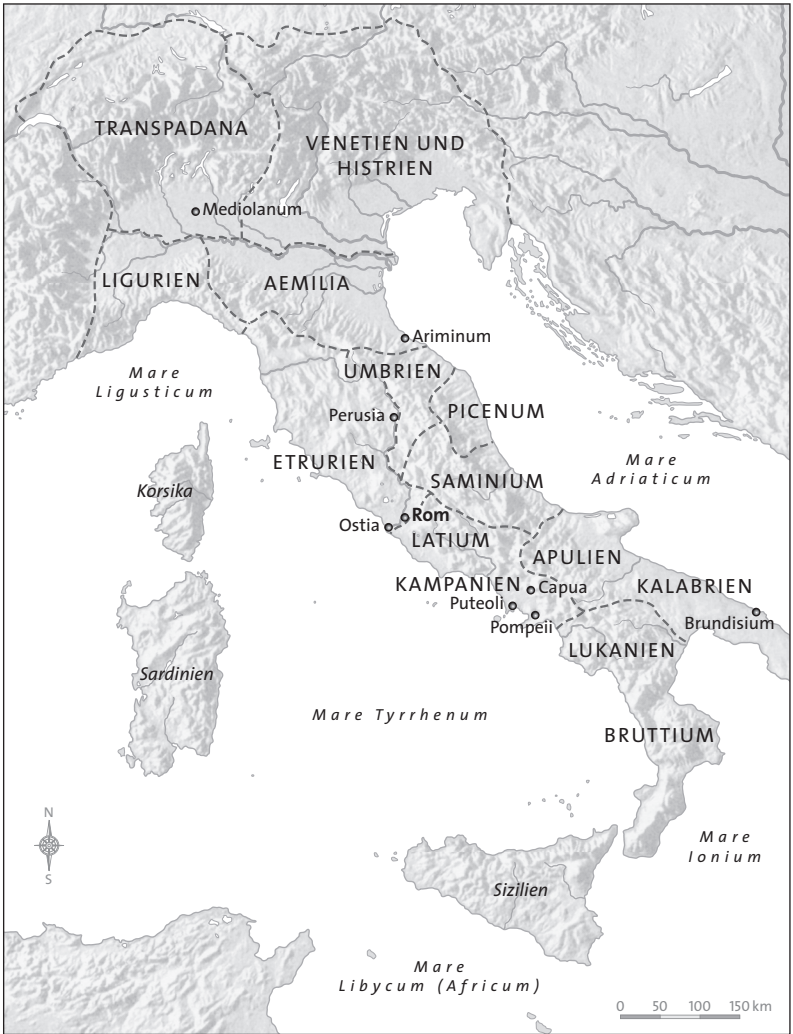 TRANSPADANA
VENETIEN UND
HISTRIEN
Mediolanum
LIGURIEN
AEMILIA
Ariminum
Mare
Ligusticum
UMBRIEN
Perusia
PICENUM
ETRURIEN
SAMINIUM
Mare
Adriaticum
Korsika
Rom
Ostia
LATIUM
APULIEN
KAMPANIEN
Capua
KALABRIEN
Puteoli
Pompeii
Brundisium
LUKANIEN
Sardinien
Mare Tyrrhenum
BRUTTIUM
N
S
Mare
Ionium
Sizilien
Mare
Libycum (Africum)
0 50 100 150 km